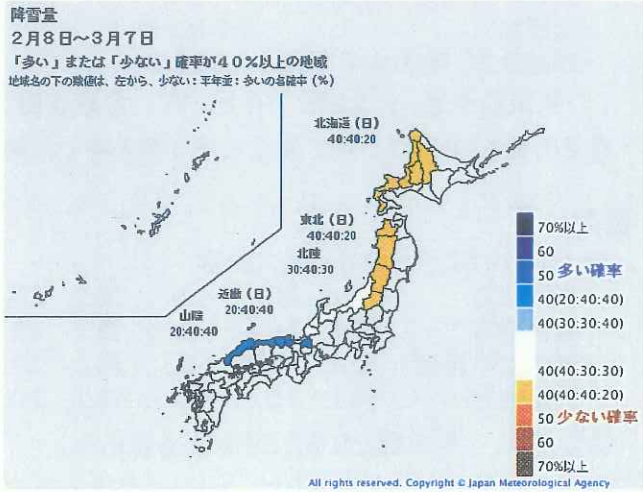 降雪量
2月8日〜3月7日
「多い」または「少ない」確率が40%以上の地域
地域名の下の数値は、左から、少ない:平年並:多いの各確率(%)
北海道(日)
40:40:20
東北(日)
40:40:20
北陸
30:40:30
近畿(日)
20:40:40
山陰
20:40:40
70%以上
60
50 多い確率
40(20:40:40)
40(30:30:40)
40(40:30:30)
40(40:40:20)
50 少ない確率
60
70%以上
All rights reserved. Copyright © Japan Meteorological Agency